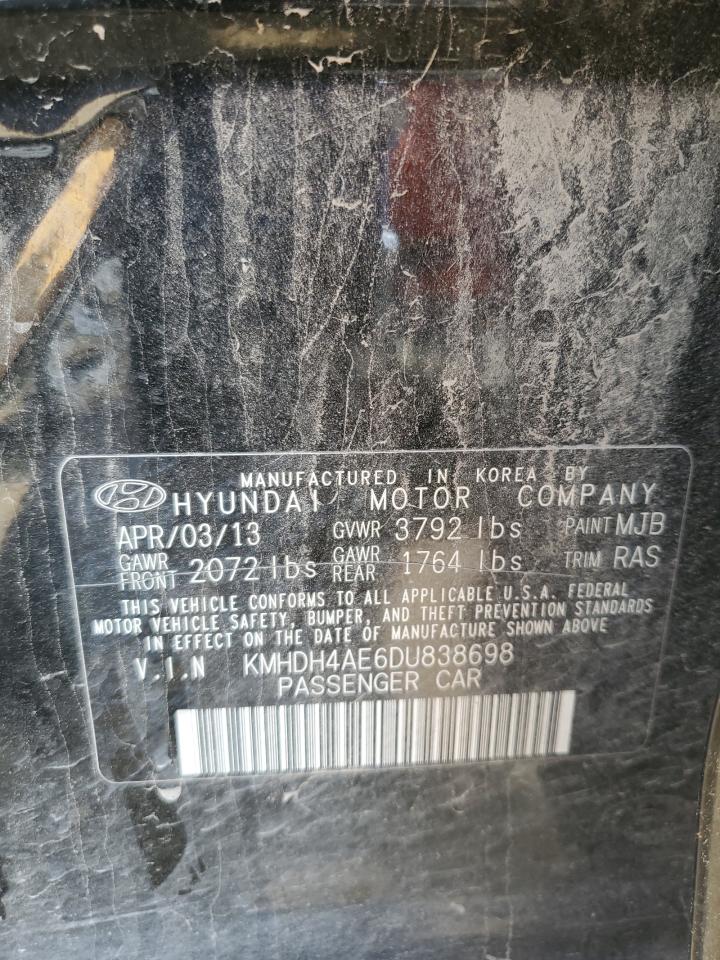 MANUFACTURED IN KOREA BY
HYUNDAI MOTOR COMPANY
APR/03/13 GVWR 3792 lbs PAINT MJB
GAWR FRONT 2072 lbs GAWR REAR 1764 lbs TRIM RAS
THIS VEHICLE CONFORMS TO ALL APPLICABLE U.S.A. FEDERAL
MOTOR VEHICLE SAFETY, BUMPER, AND THEFT PREVENTION STANDARDS
IN EFFECT ON THE DATE OF MANUFACTURE SHOWN ABOVE
V.I.N KMHDH4AE6DU838698
PASSENGER CAR